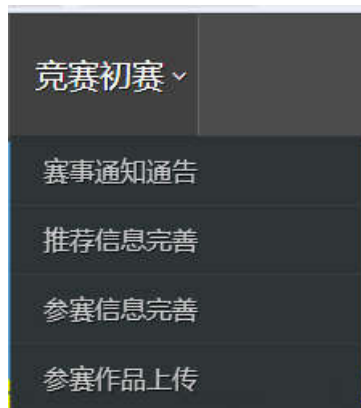 竞赛初赛
赛事通知通告
推荐信息完善
参赛信息完善
参赛作品上传